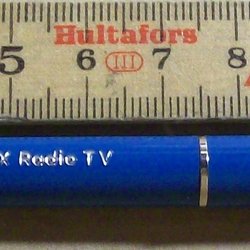 Hultafors
5 6 III 7 8
X Radio TV